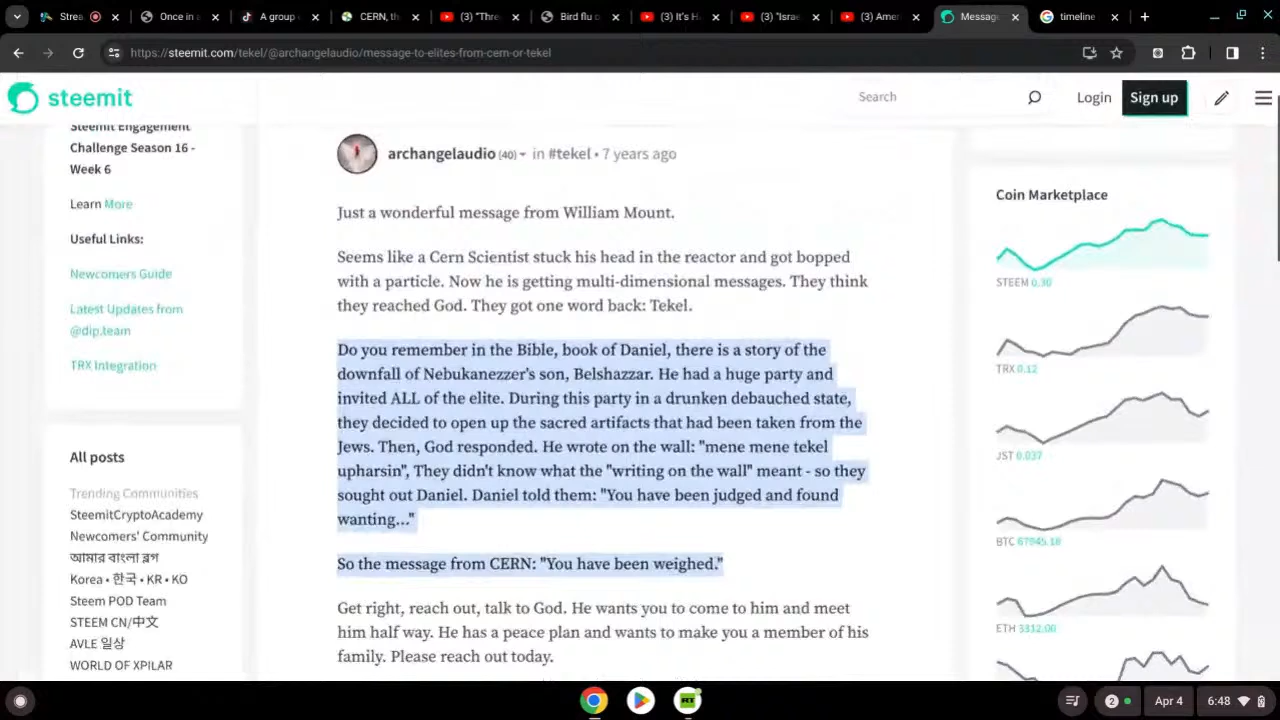 Strea
Once in a
A group
CERN, th
(3) "Thre
Bird flu o
(3) It's H
(3) "Israe
(3) Amer
Messag
timeline
https://steemit.com/tekel/@archangelaudio/message-to-elites-from-cern-or-tekel
steemit
Search
Login
Sign up
Steemit Engagement
Challenge Season 16 -
Week 6
Learn More
Useful Links:
Newcomers Guide
Latest Updates from
@dip.team
TRX Integration
All posts
Trending Communities
SteemitCryptoAcademy
Newcomers' Community
আমার বাংলা ব্লগ
Korea • 한국 • KR • KO
Steem POD Team
STEEM CN/中文
AVLE 일상
WORLD OF XPILAR
archangelaudio (40) in #tekel • 7 years ago
Just a wonderful message from William Mount.
Seems like a Cern Scientist stuck his head in the reactor and got bopped
with a particle. Now he is getting multi-dimensional messages. They think
they reached God. They got one word back: Tekel.
Do you remember in the Bible, book of Daniel, there is a story of the
downfall of Nebukanezzer's son, Belshazzar. He had a huge party and
invited ALL of the elite. During this party in a drunken debauched state,
they decided to open up the sacred artifacts that had been taken from the
Jews. Then, God responded. He wrote on the wall: "mene mene tekel
upharsin", They didn't know what the "writing on the wall" meant - so they
sought out Daniel. Daniel told them: "You have been judged and found
wanting..."
So the message from CERN: "You have been weighed."
Get right, reach out, talk to God. He wants you to come to him and meet
him half way. He has a peace plan and wants to make you a member of his
family. Please reach out today.
Coin Marketplace
STEEM 0.30
TRX 0.12
JST 0.037
BTC 67945.18
ETH 3312.00
RT
2
Apr 4
6:48